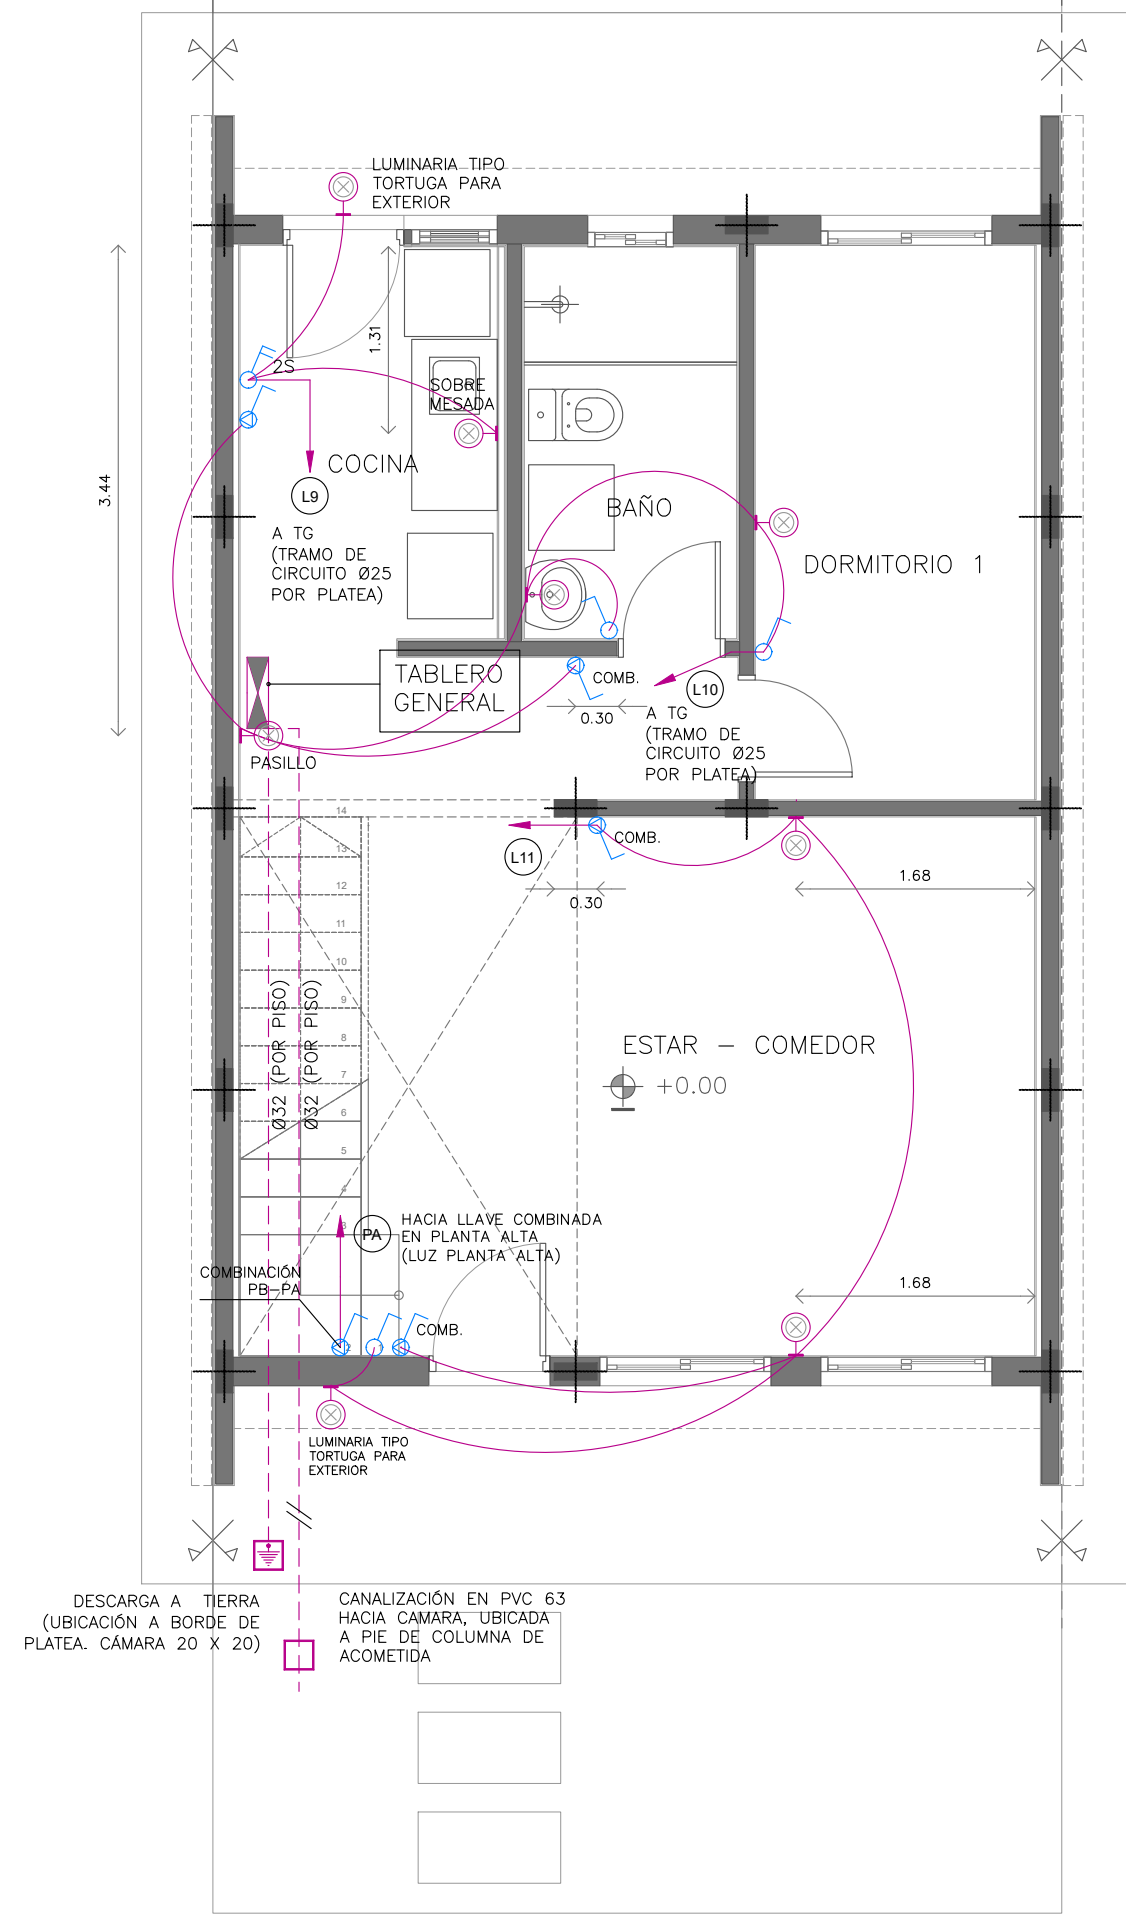 LUMINARIA TIPO
TORTUGA PARA
EXTERIOR
1.31
2S
SOBRE
MESADA
COCINA
L9
A TG
(TRAMO DE
CIRCUITO Ø25
POR PLATEA)
3.44
BAÑO
DORMITORIO 1
TABLERO
GENERAL
COMB.
0.30
L10
A TG
(TRAMO DE
CIRCUITO Ø25
POR PLATEA)
PASILLO
14
13
12
11
10
9
8
7
6
5
4
3
COMB.
L11
0.30
1.68
Ø32 (POR PISO)
Ø32 (POR PISO)
ESTAR – COMEDOR
+0.00
PA
HACIA LLAVE COMBINADA
EN PLANTA ALTA
(LUZ PLANTA ALTA)
COMBINACIÓN
PB–PA
1.68
COMB.
LUMINARIA TIPO
TORTUGA PARA
EXTERIOR
DESCARGA A TIERRA
(UBICACIÓN A BORDE DE
PLATEA. CÁMARA 20 X 20)
CANALIZACIÓN EN PVC 63
HACIA CAMARA, UBICADA
A PIE DE COLUMNA DE
ACOMETIDA